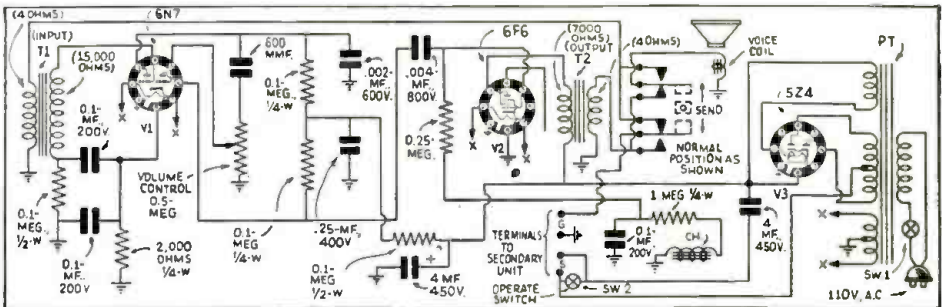 (4 OHMS)
(INPUT)
T1
(15,000
OHMS)
6N7
V1
0.1-
MF.,
200V.
0.1-
MEG.,
½-W
0.1-
MF.,
200V
2,000
OHMS
¼-W
X
X
VOLUME
CONTROL
0.5-
MEG.
600
MMF.
0.1-
MEG.,
¼-W
0.1-
MEG
¼-W
.002-
MF.
600V.
.25-MF.,
400V
0.1-
MEG
½-W
+
4 MF
450V.
.004-
MF.
800V.
0.25-
MEG.
6F6
V2
X
X
(7000
OHMS)
(OUTPUT)
T2
(4 OHMS)
VOICE
COIL
SEND
NORMAL
POSITION AS
SHOWN
TERMINALS
TO
SECONDARY
UNIT
G
S
OPERATE
SWITCH
SW.2
0.1-
MF.,
200V.
1 MEG ¼-W
CH.
4
MF.
450V.
5Z4
V3
X
X
PT
SW.1
110V., A.C